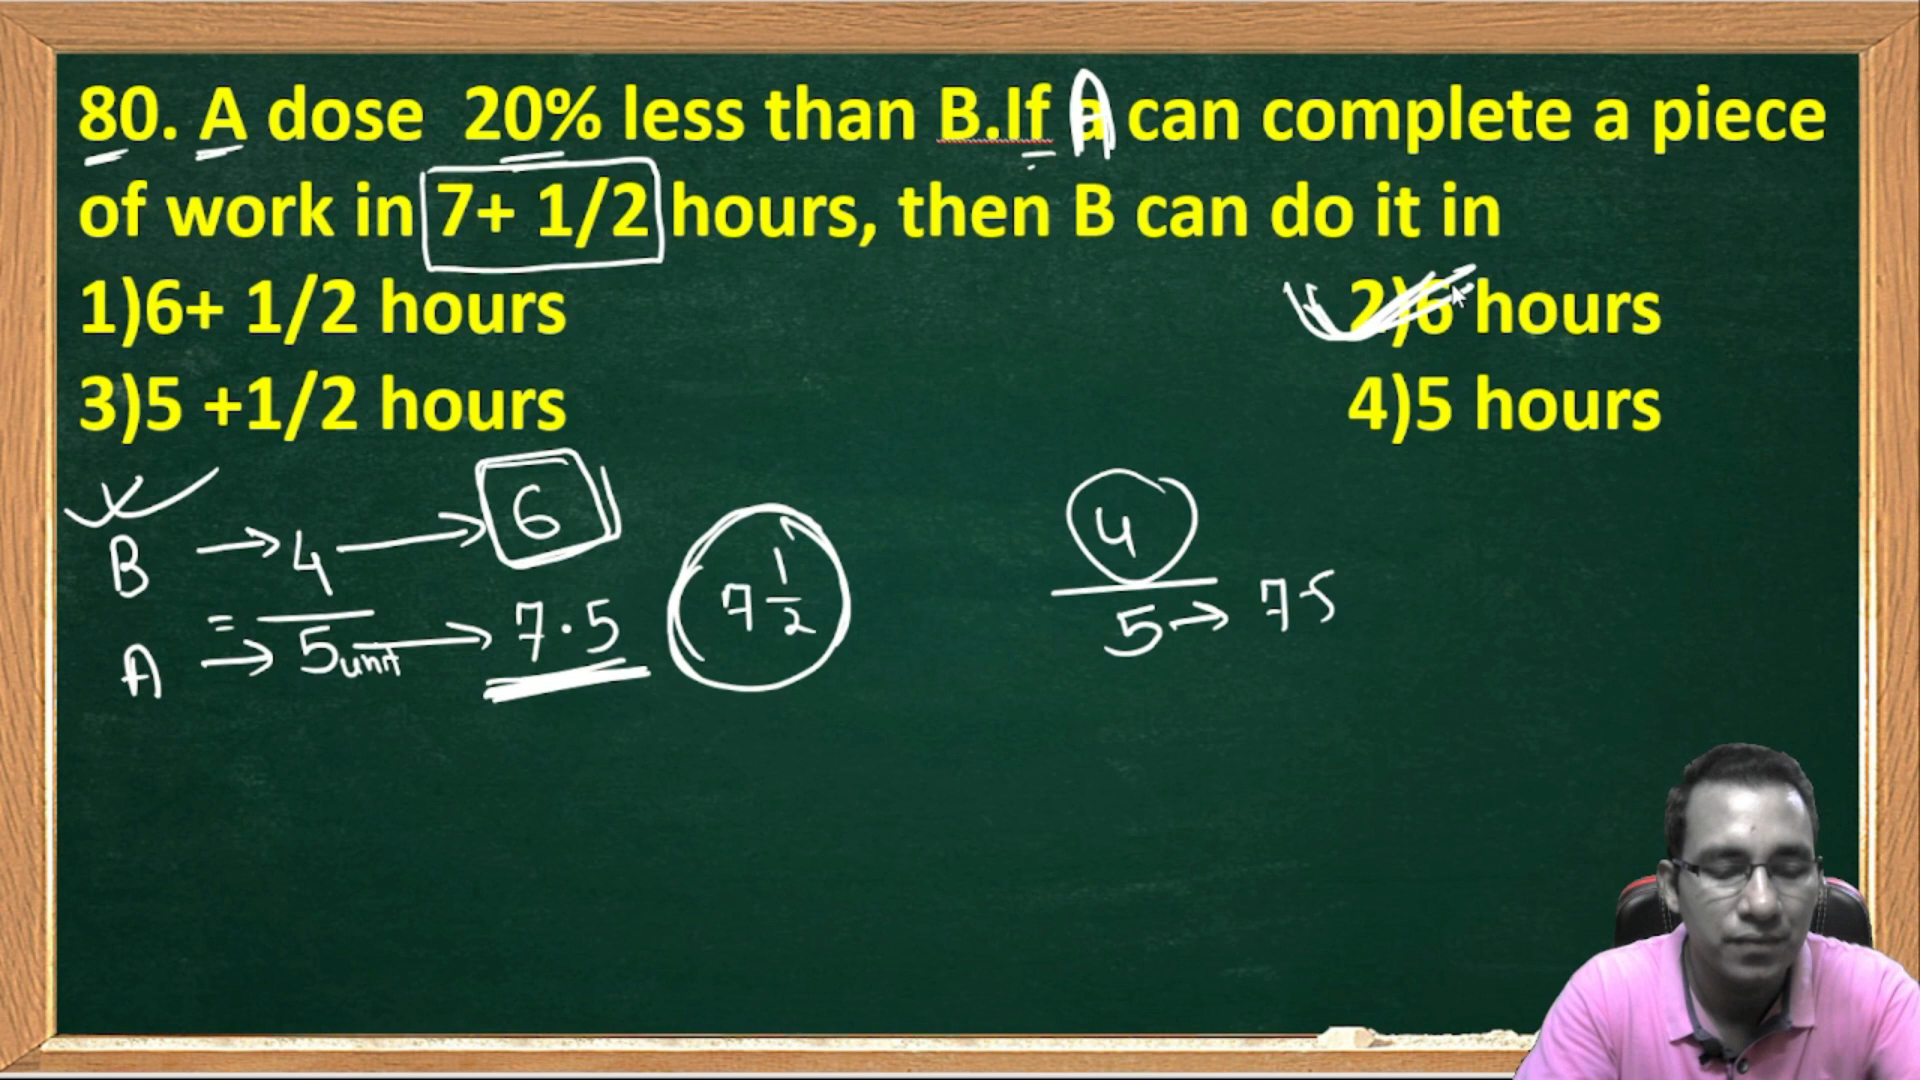 80. A dose 20% less than B.If A can complete a piece
of work in 7+ 1/2 hours, then B can do it in
1)6+ 1/2 hours
2)6 hours
3)5 +1/2 hours
4)5 hours
B → 4 → 6
= 
A → 5 unit → 7.5
7 1/2
4
5 → 7.5